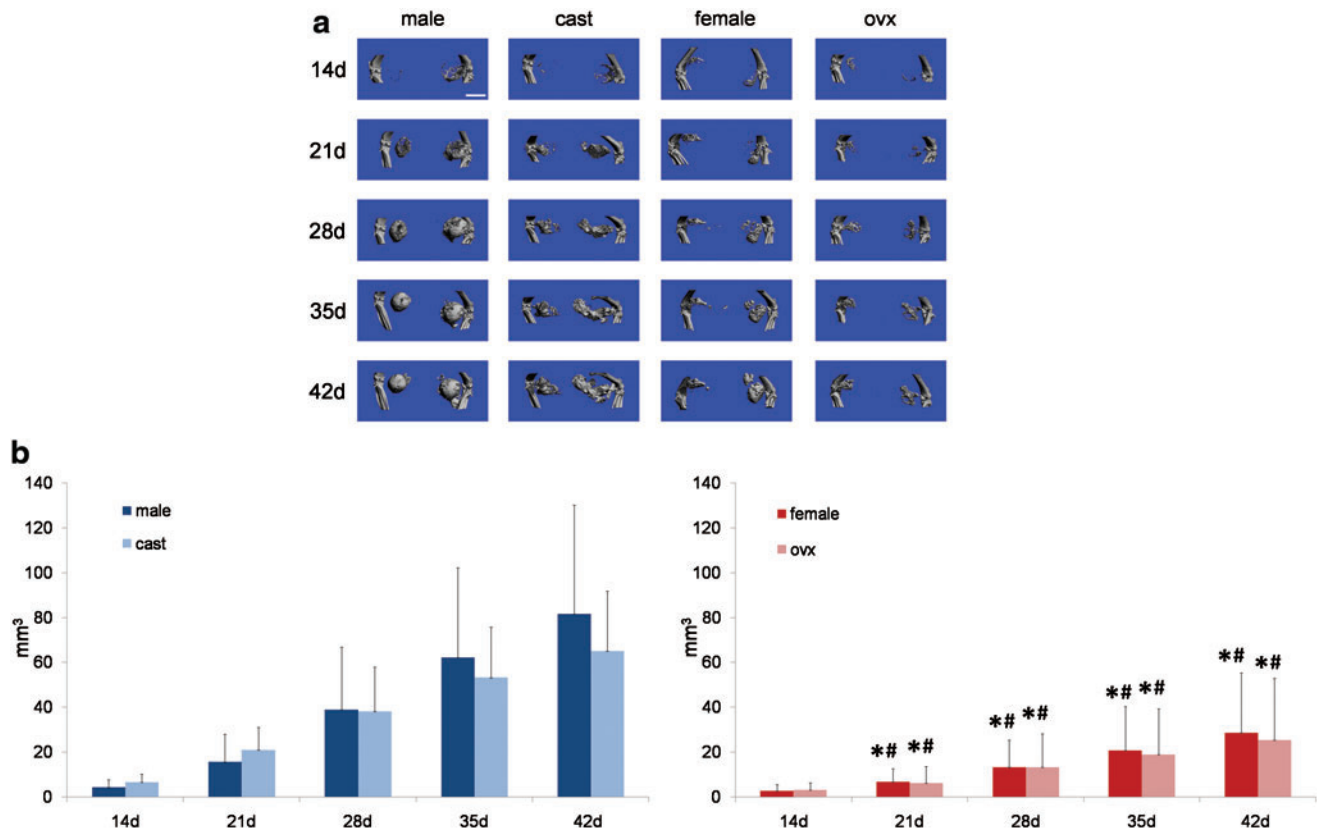 a
male cast female ovx
14d
21d
28d
35d
42d
b
140
120
100
80
60
40
20
0
mm³
male
cast
14d 21d 28d 35d 42d
140
120
100
80
60
40
20
0
mm³
female
ovx
*# *# *# *# *# *# *# *#
14d 21d 28d 35d 42d